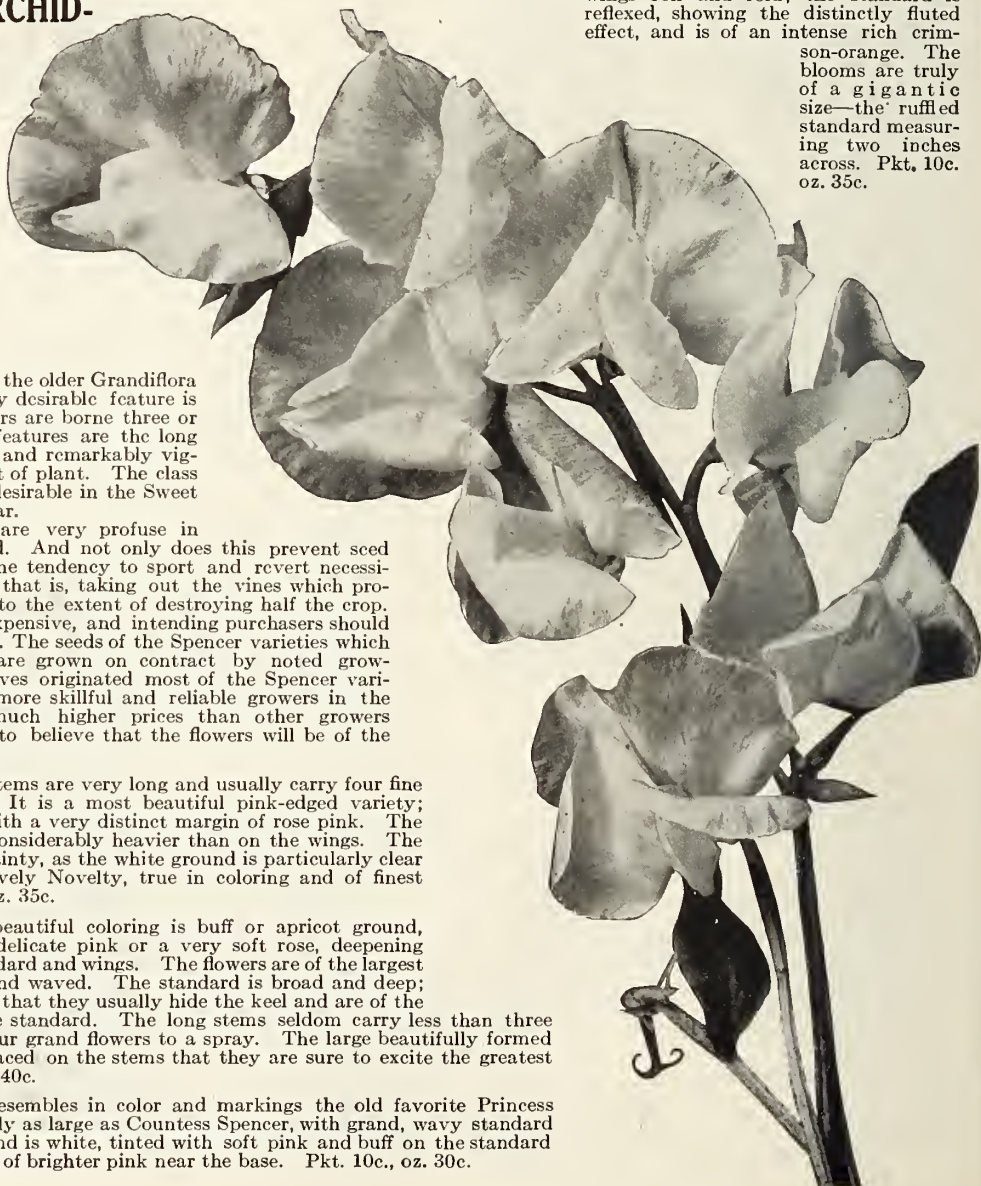 RCHID-
reflexed, showing the distinctly fluted
effect, and is of an intense rich crim-
son-orange. The
blooms are truly
of a gigantic
size—the ruffled
standard measur-
ing two inches
across. Pkt. 10c.
oz. 35c.
the older Grandiflora
y desirable feature is
rs are borne three or
features are the long
and remarkably vig-
t of plant. The class
desirable in the Sweet
ar.
are very profuse in
d. And not only does this prevent seed
he tendency to sport and revert necessi-
that is, taking out the vines which pro-
to the extent of destroying half the crop.
xpensive, and intending purchasers should
. The seeds of the Spencer varieties which
are grown on contract by noted grow-
ves originated most of the Spencer vari-
more skillful and reliable growers in the
much higher prices than other growers
to believe that the flowers will be of the
tems are very long and usually carry four fine
It is a most beautiful pink-edged variety;
ith a very distinct margin of rose pink. The
onsiderably heavier than on the wings. The
ainty, as the white ground is particularly clear
vely Novelty, true in coloring and of finest
z. 35c.
beautiful coloring is buff or apricot ground,
delicate pink or a very soft rose, deepening
dard and wings. The flowers are of the largest
nd waved. The standard is broad and deep;
that they usually hide the keel and are of the
e standard. The long stems seldom carry less than three
ur grand flowers to a spray. The large beautifully formed
aced on the stems that they are sure to excite the greatest
40c.
esembles in color and markings the old favorite Princess
ly as large as Countess Spencer, with grand, wavy standard
nd is white, tinted with soft pink and buff on the standard
of brighter pink near the base. Pkt. 10c., oz. 30c.